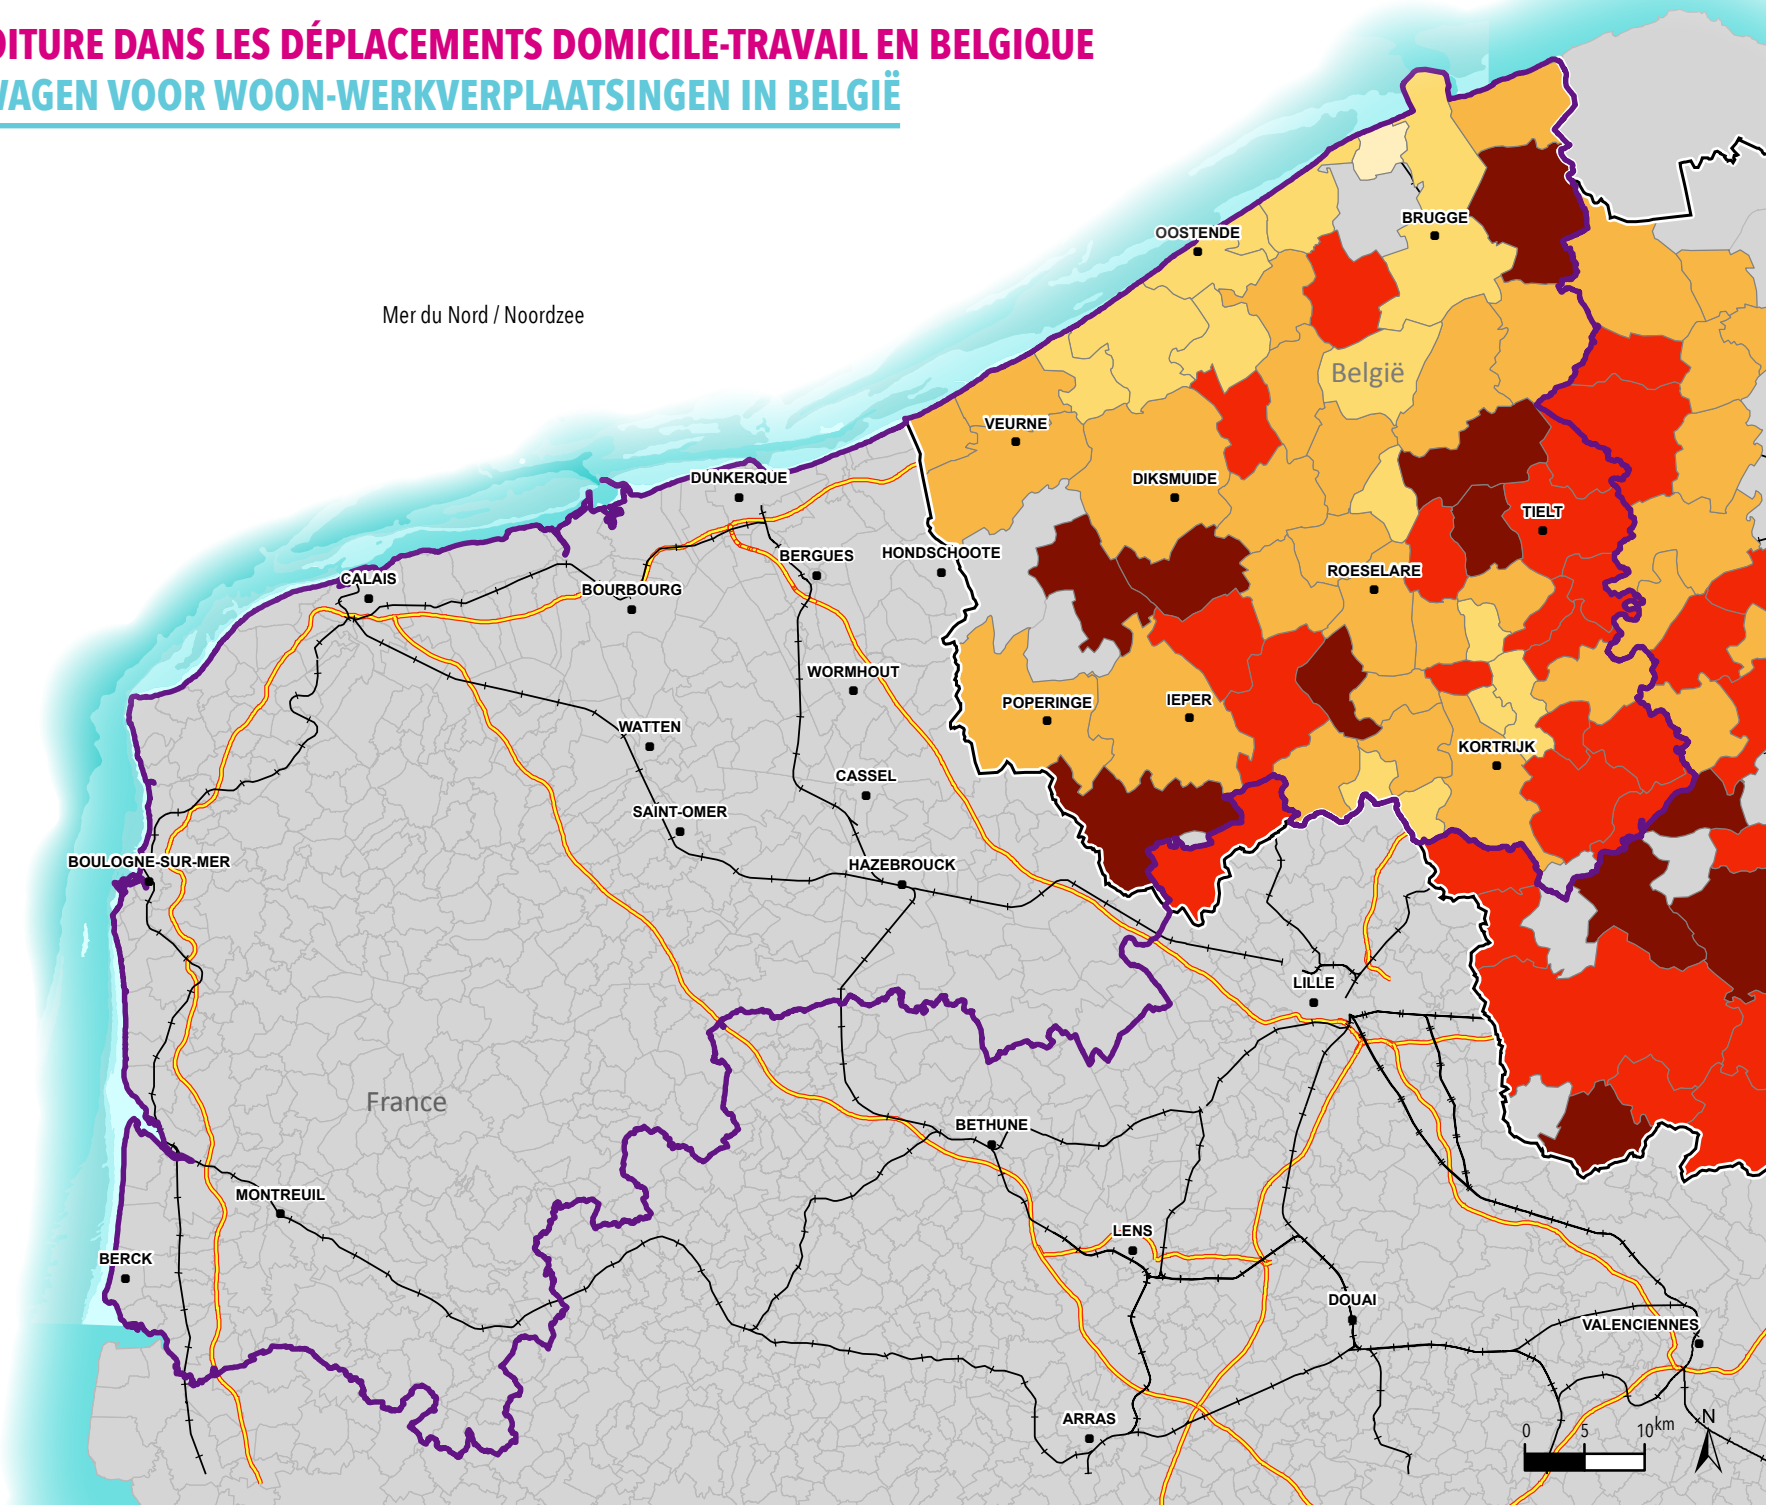 OITURE DANS LES DÉPLACEMENTS DOMICILE-TRAVAIL EN BELGIQUE
WAGEN VOOR WOON-WERKVERPLAATSINGEN IN BELGIË
BRUGGE
OOSTENDE
Mer du Nord / Noordzee
België
VEURNE
DUNKERQUE
DIKSMUIDE
TIELT
BERGUES
HONDSCHOOTE
CALAIS
BOURBOURG
ROESELARE
WORMHOUT
POPERINGE
IEPER
WATTEN
KORTRIJK
CASSEL
SAINT-OMER
BOULOGNE-SUR-MER
HAZEBROUCK
LILLE
France
BETHUNE
MONTREUIL
LENS
BERCK
DOUAI
VALENCIENNES
ARRAS
N
0 5 10 km